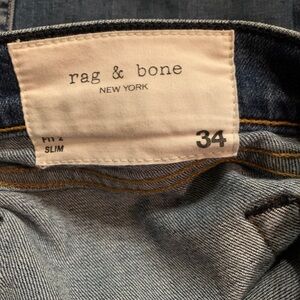 rag & bone
NEW YORK
FIT 2
SLIM
34